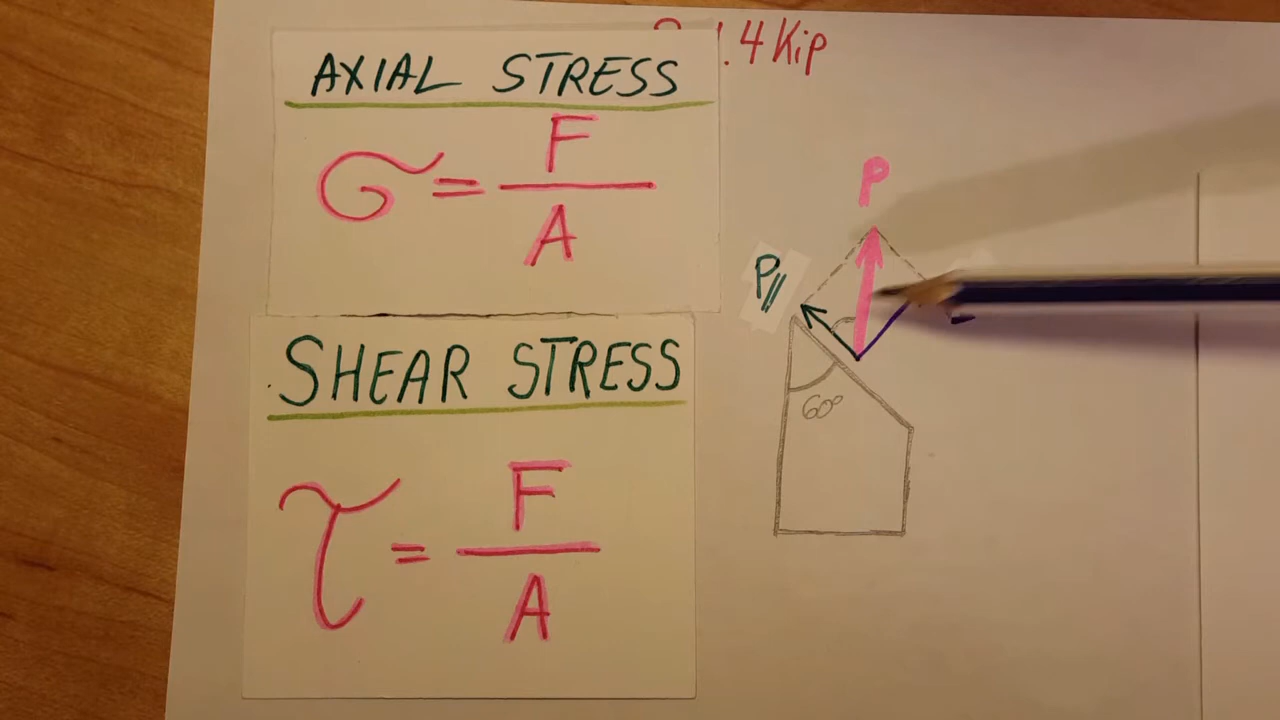 .4 Kip
AXIAL STRESS
σ = F
A
P
P//
SHEAR STRESS
60°
τ = F
A